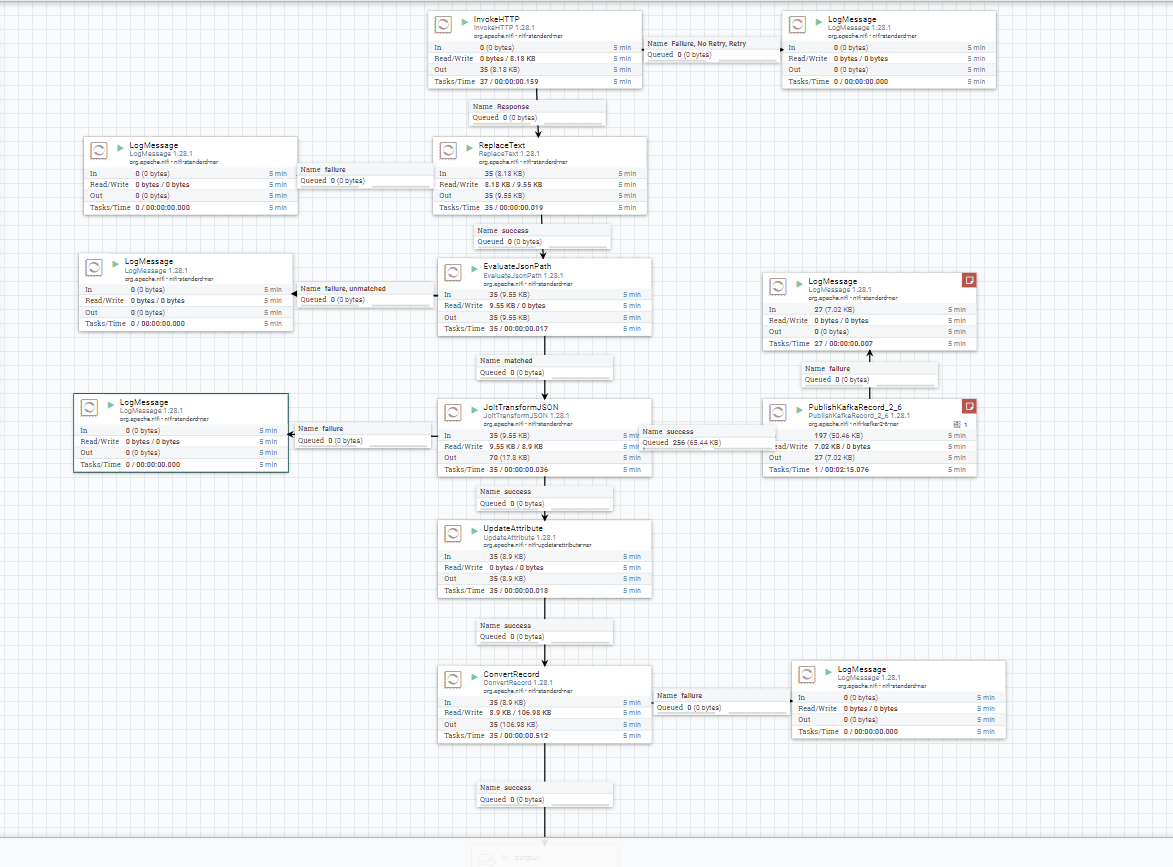 InvokeHTTP
InvokeHTTP 1.28.1
org.apache.nifi - nifi-standard-nar
In 0 (0 bytes) 5 min
Read/Write 0 bytes / 8.18 KB 5 min
Out 35 (8.18 KB) 5 min
Tasks/Time 37 / 00:00:00.159 5 min
Name Failure, No Retry, Retry
Queued 0 (0 bytes)
LogMessage
LogMessage 1.28.1
org.apache.nifi - nifi-standard-nar
In 0 (0 bytes) 5 min
Read/Write 0 bytes / 0 bytes 5 min
Out 0 (0 bytes) 5 min
Tasks/Time 0 / 00:00:00.000 5 min
Name Response
Queued 0 (0 bytes)
LogMessage
LogMessage 1.28.1
org.apache.nifi - nifi-standard-nar
In 0 (0 bytes) 5 min
Read/Write 0 bytes / 0 bytes 5 min
Out 0 (0 bytes) 5 min
Tasks/Time 0 / 00:00:00.000 5 min
Name failure
Queued 0 (0 bytes)
ReplaceText
ReplaceText 1.28.1
org.apache.nifi - nifi-standard-nar
In 35 (8.18 KB) 5 min
Read/Write 8.18 KB / 9.55 KB 5 min
Out 35 (9.55 KB) 5 min
Tasks/Time 35 / 00:00:00.019 5 min
Name success
Queued 0 (0 bytes)
LogMessage
LogMessage 1.28.1
org.apache.nifi - nifi-standard-nar
In 0 (0 bytes) 5 min
Read/Write 0 bytes / 0 bytes 5 min
Out 0 (0 bytes) 5 min
Tasks/Time 0 / 00:00:00.000 5 min
Name failure, unmatched
Queued 0 (0 bytes)
EvaluateJsonPath
EvaluateJsonPath 1.28.1
org.apache.nifi - nifi-standard-nar
In 35 (9.55 KB) 5 min
Read/Write 9.55 KB / 0 bytes 5 min
Out 35 (9.55 KB) 5 min
Tasks/Time 35 / 00:00:00.017 5 min
LogMessage
LogMessage 1.28.1
org.apache.nifi - nifi-standard-nar
In 27 (7.02 KB) 5 min
Read/Write 0 bytes / 0 bytes 5 min
Out 0 (0 bytes) 5 min
Tasks/Time 27 / 00:00:00.007 5 min
Name matched
Queued 0 (0 bytes)
Name failure
Queued 0 (0 bytes)
LogMessage
LogMessage 1.28.1
org.apache.nifi - nifi-standard-nar
In 0 (0 bytes) 5 min
Read/Write 0 bytes / 0 bytes 5 min
Out 0 (0 bytes) 5 min
Tasks/Time 0 / 00:00:00.000 5 min
Name failure
Queued 0 (0 bytes)
JoltTransformJSON
JoltTransformJSON 1.28.1
org.apache.nifi - nifi-standard-nar
In 35 (9.55 KB) 5 min
Read/Write 9.55 KB / 8.9 KB 5 min
Out 70 (17.8 KB) 5 min
Tasks/Time 35 / 00:00:00.036 5 min
Name success
Queued 256 (65.44 KB)
PublishKafkaRecord_2_6
PublishKafkaRecord_2_6 1.28.1
org.apache.nifi - nifi-kafka-2-6-nar
1
197 (50.46 KB) 5 min
ead/Write 7.02 KB / 0 bytes 5 min
Out 27 (7.02 KB) 5 min
Tasks/Time 1 / 00:02:15.076 5 min
Name success
Queued 0 (0 bytes)
UpdateAttribute
UpdateAttribute 1.28.1
org.apache.nifi - nifi-update-attribute-nar
In 35 (8.9 KB) 5 min
Read/Write 0 bytes / 0 bytes 5 min
Out 35 (8.9 KB) 5 min
Tasks/Time 35 / 00:00:00.018 5 min
Name success
Queued 0 (0 bytes)
ConvertRecord
ConvertRecord 1.28.1
org.apache.nifi - nifi-standard-nar
In 35 (8.9 KB) 5 min
Read/Write 8.9 KB / 106.98 KB 5 min
Out 35 (106.98 KB) 5 min
Tasks/Time 35 / 00:00:00.512 5 min
Name failure
Queued 0 (0 bytes)
LogMessage
LogMessage 1.28.1
org.apache.nifi - nifi-standard-nar
In 0 (0 bytes) 5 min
Read/Write 0 bytes / 0 bytes 5 min
Out 0 (0 bytes) 5 min
Tasks/Time 0 / 00:00:00.000 5 min
Name success
Queued 0 (0 bytes)
output